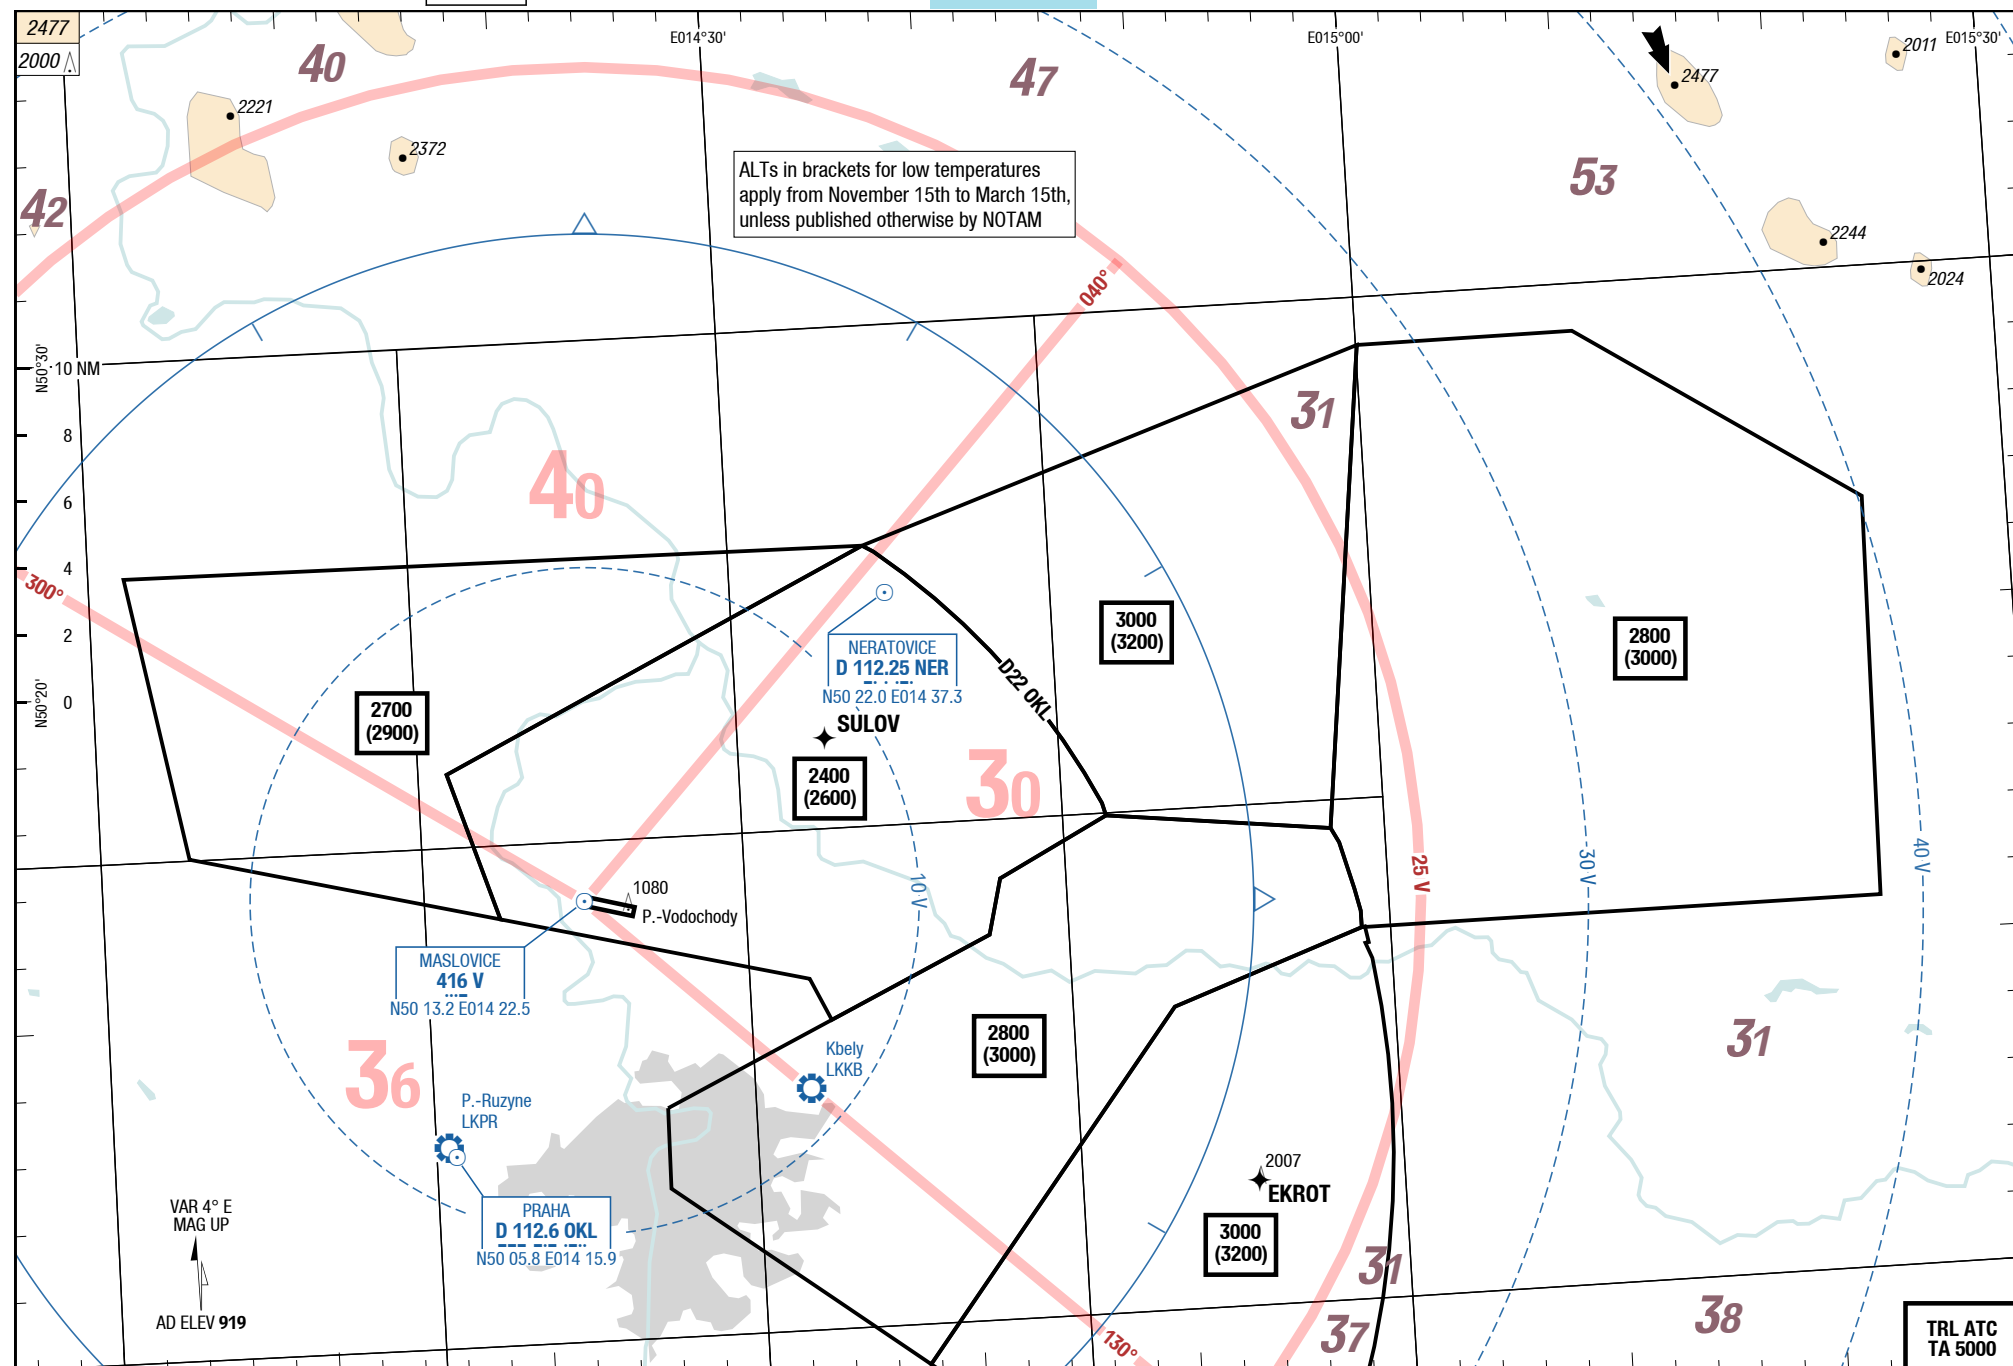 2477
2000
E014°30'
E015°00'
E015°30'
40
47
2477
2011
2221
2372
42
53
ALTs in brackets for low temperatures
apply from November 15th to March 15th,
unless published otherwise by NOTAM
2244
2024
040°
N50°30'
10 NM
8
6
4
2
0
N50°20'
31
40
300°
3000
(3200)
2800
(3000)
NERATOVICE
D 112.25 NER
N50 22.0 E014 37.3
D22 OKL
2700
(2900)
SULOV
2400
(2600)
30
25 V
30 V
40 V
10 V
1080
P.-Vodochody
MASLOVICE
416 V
N50 13.2 E014 22.5
2800
(3000)
31
Kbely
LKKB
36
P.-Ruzyne
LKPR
2007
EKROT
3000
(3200)
PRAHA
D 112.6 OKL
N50 05.8 E014 15.9
VAR 4° E
MAG UP
AD ELEV 919
31
37
38
130°
TRL ATC
TA 5000